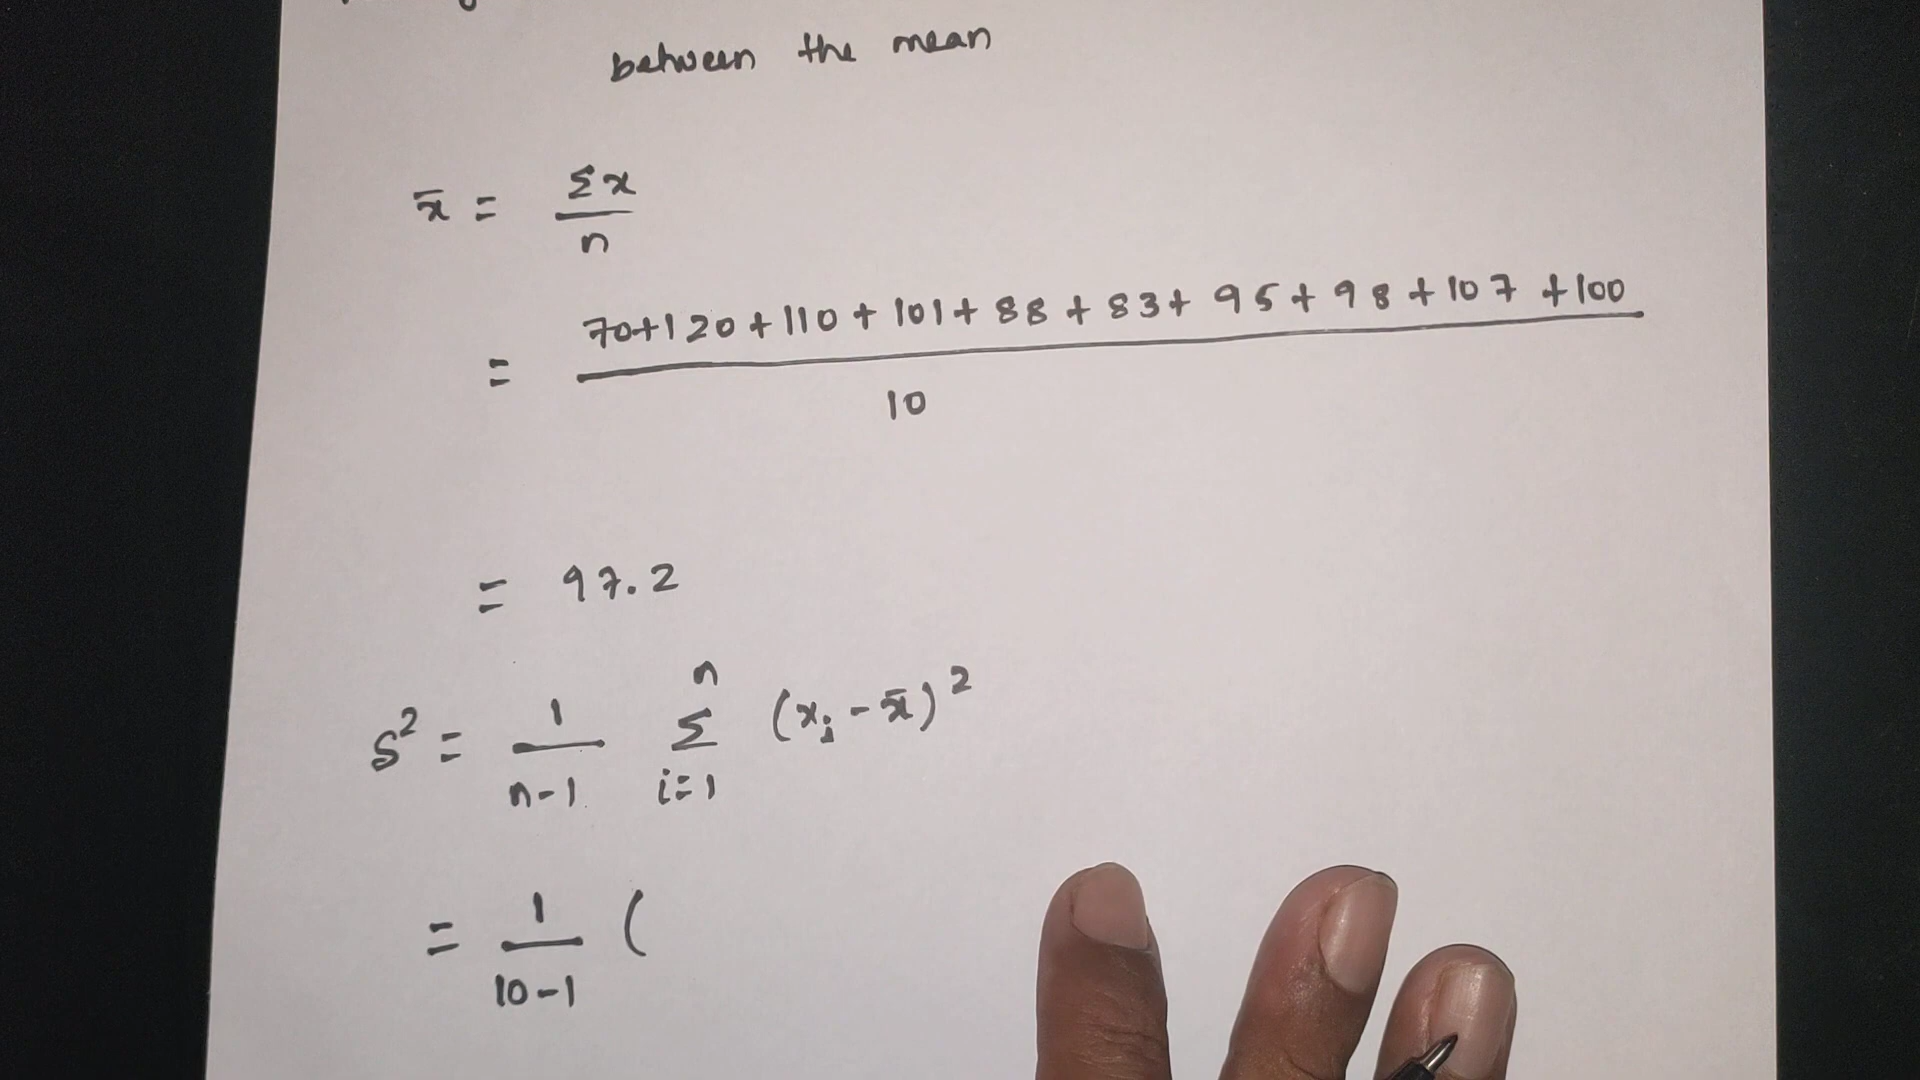 between the mean
x̄ = Σx / n
= 70+120+110+101+88+83+95+98+107+100 / 10
= 97.2
S² = 1 / n-1 n Σ i=1 (xi - x̄)²
= 1 / 10-1 (